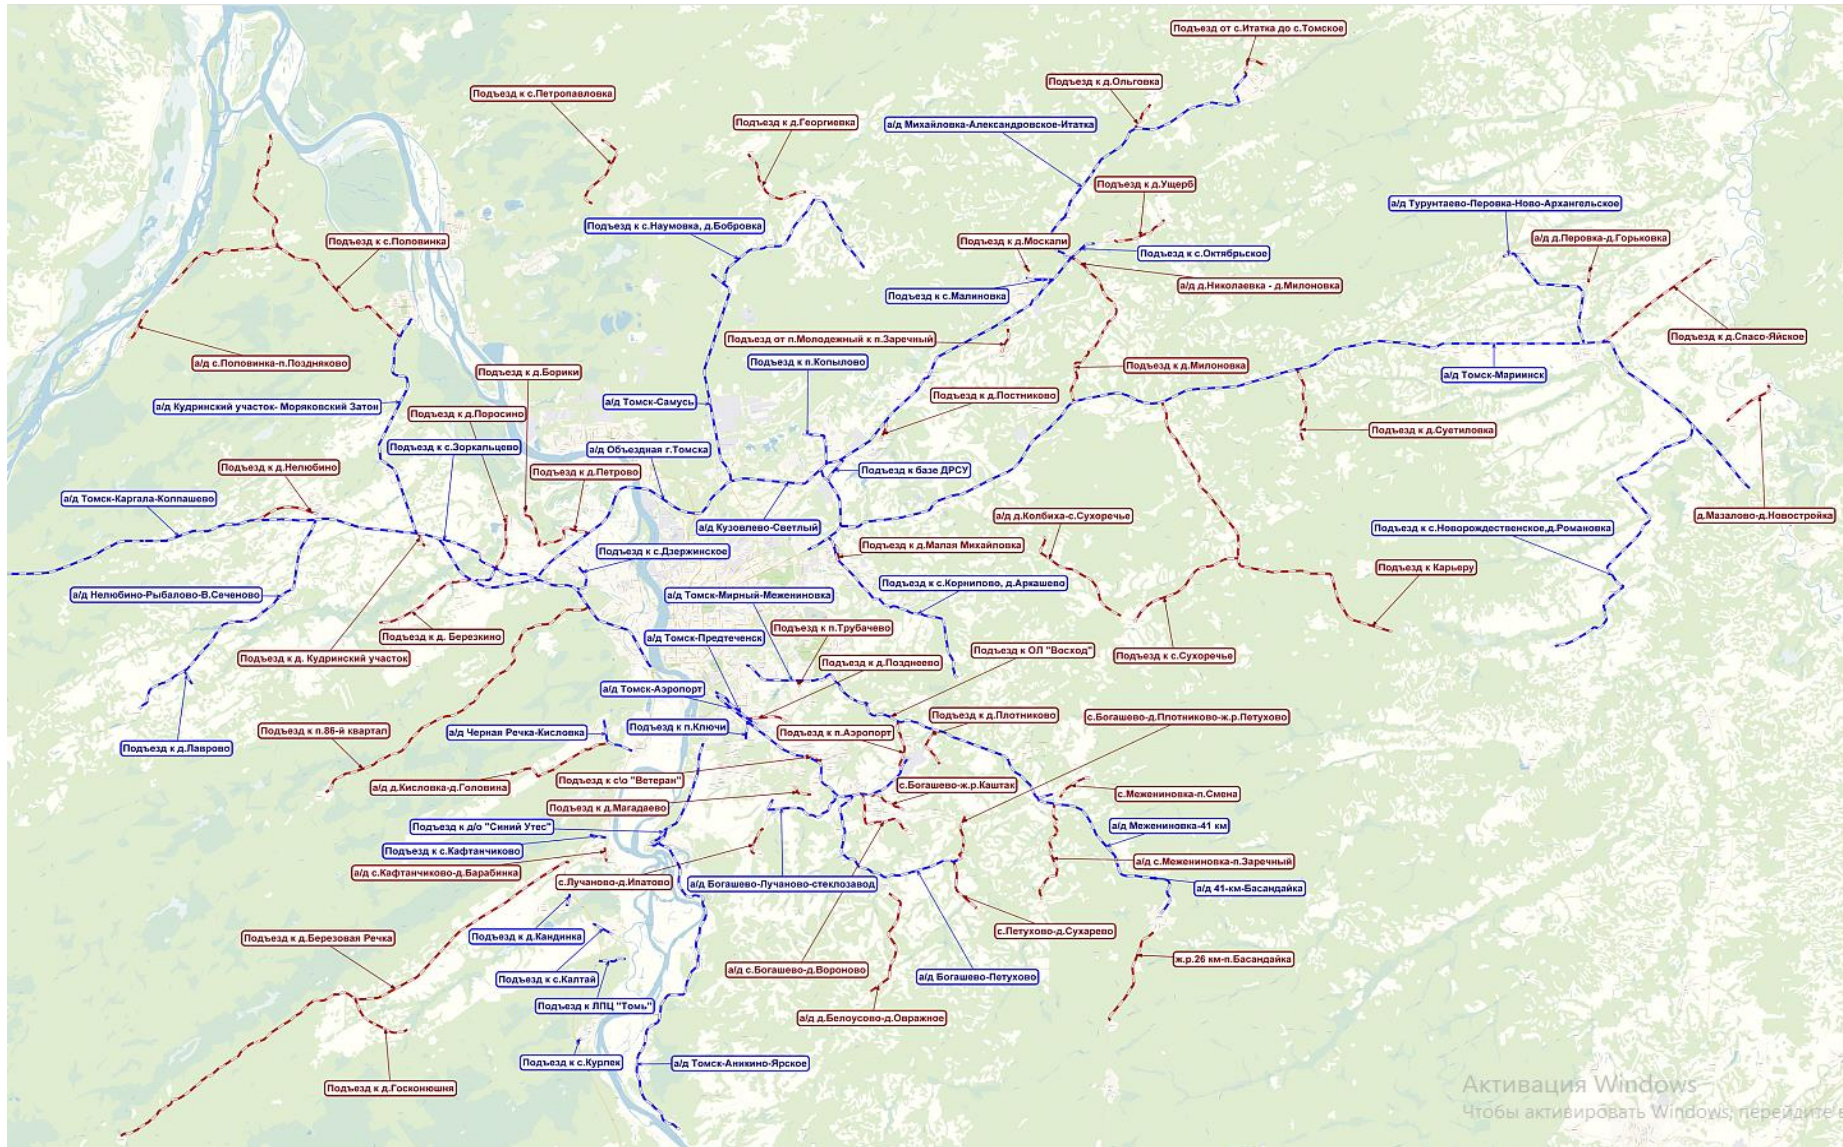 Подъезд от с.Итатка до с.Томское
Подъезд к д.Ольговка
Подъезд к с.Петропавловка
Подъезд к д.Георгиевка
а/д Михайловка-Александровское-Итатка
Подъезд к д.Ущерб
а/д Турунтаево-Перовка-Ново-Архангельское
Подъезд к с.Наумовка, д.Бобровка
Подъезд к с.Половинка
Подъезд к д.Москали
а/д д.Перовка-д.Горьковка
Подъезд к с.Октябрьское
а/д д.Николаевка - д.Милоновка
Подъезд к с.Малиновка
Подъезд от п.Молодежный к п.Заречный
Подъезд к д.Спасо-Яйское
а/д с.Половинка-п.Поздняково
Подъезд к п.Копылово
Подъезд к д.Милоновка
Подъезд к д.Борики
а/д Томск-Мариинск
Подъезд к д.Постниково
а/д Томск-Самусь
а/д Кудринский участок- Моряковский Затон
Подъезд к д.Поросино
Подъезд к д.Суетиловка
Подъезд к с.Зоркальцево
а/д Объездная г.Томска
Подъезд к д.Нелюбино
Подъезд к д.Петрово
Подъезд к базе ДРСУ
а/д Томск-Каргала-Колпашево
д.Мазалово-д.Новостройка
а/д д.Колбиха-с.Сухоречье
а/д Кузовлево-Светлый
Подъезд к с.Новорождественское,д.Романовка
Подъезд к д.Малая Михайловка
Подъезд к с.Дзержинское
Подъезд к Карьеру
Подъезд к с.Корнилово, д.Аркашево
а/д Нелюбино-Рыбалово-В.Сеченово
а/д Томск-Мирный-Межениновка
Подъезд к п.Трубачево
Подъезд к д. Березкино
а/д Томск-Предтеченск
Подъезд к ОЛ "Восход"
Подъезд к с.Сухоречье
Подъезд к д. Кудринский участок
Подъезд к д.Позднеево
а/д Томск-Аэропорт
Подъезд к д.Плотниково
с.Богашево-д.Плотниково-ж.р.Петухово
Подъезд к п.Ключи
Подъезд к п.86-й квартал
а/д Черная Речка-Кисловка
Подъезд к п.Аэропорт
Подъезд к д.Лаврово
Подъезд к с\о "Ветеран"
а/д д.Кисловка-д.Головина
с.Богашево-ж.р.Каштак
с.Межениновка-п.Смена
Подъезд к д.Магадаево
Подъезд к д/о "Синий Утес"
а/д Межениновка-41 км
Подъезд к с.Кафтанчиково
а/д с.Межениновка-п.Заречный
а/д с.Кафтанчиково-д.Барабинка
с.Лучаново-д.Ипатово
а/д Богашево-Лучаново-стеклозавод
а/д 41-км-Басандайка
с.Петухово-д.Сухарево
Подъезд к д.Кандинка
Подъезд к д.Березовая Речка
ж.р.26 км-п.Басандайка
а/д с.Богашево-д.Вороново
а/д Богашево-Петухово
Подъезд к с.Калтай
Подъезд к ЛПЦ "Томь"
а/д д.Белоусово-д.Овражное
Подъезд к с.Курлек
а/д Томск-Аникино-Ярское
Подъезд к д.Госконюшня
Активация Windows
Чтобы активировать Windows, перейдите в